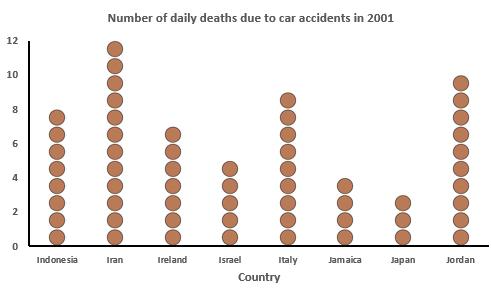 Number of daily deaths due to car accidents in 2001
12
10
8
6
4
2
0
Indonesia Iran Ireland Israel Italy Jamaica Japan Jordan
Country